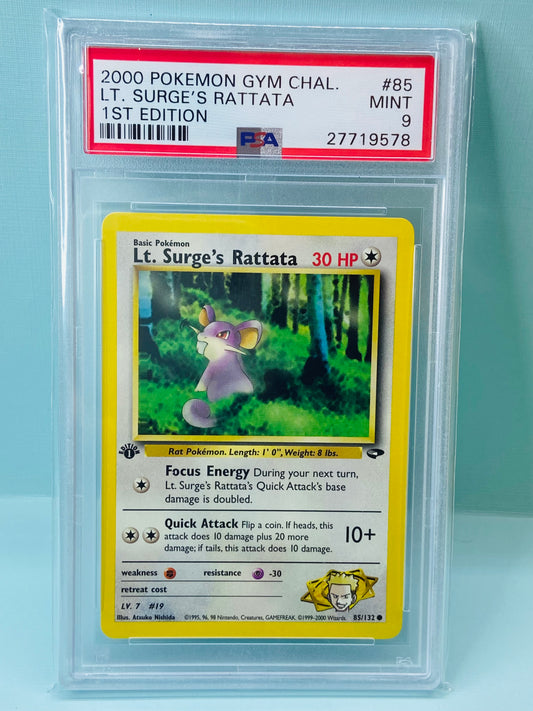 2000 POKEMON GYM CHAL. #85
LT. SURGE'S RATTATA MINT
1ST EDITION 9
PSA 27719578
Basic Pokémon
Lt. Surge's Rattata 30 HP
Rat Pokémon. Length: 1' 0", Weight: 8 lbs.
EDITION 1
Focus Energy During your next turn,
Lt. Surge's Rattata's Quick Attack's base
damage is doubled.
Quick Attack Flip a coin. If heads, this
attack does 10 damage plus 20 more
damage; if tails, this attack does 10 damage.
10+
weakness resistance -30
retreat cost
LV. 7 #19
Illus. Atsuko Nishida ©1995, 96, 98 Nintendo, Creatures, GAMEFREAK. ©1999-2000 Wizards. 85/132